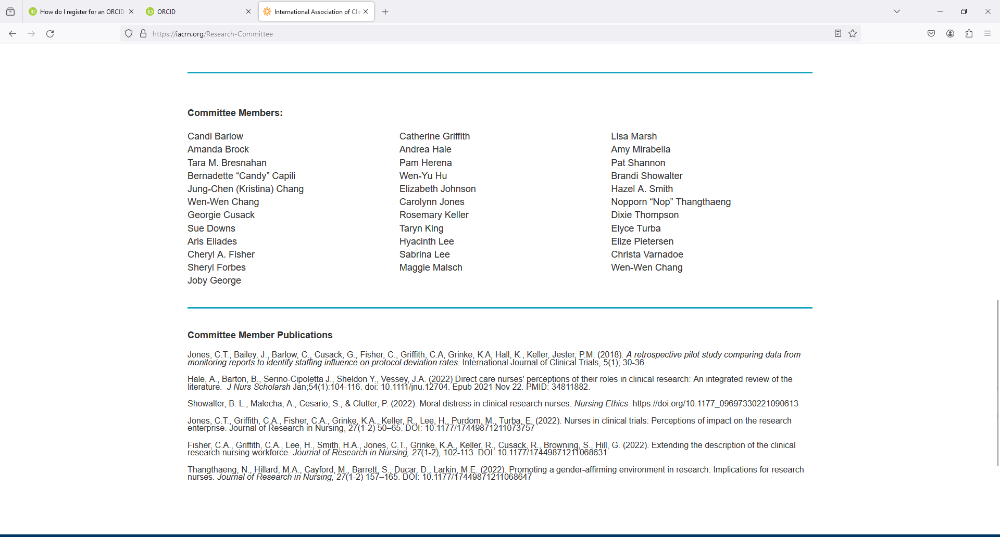 How do I register for an ORCID
ORCID
International Association of Clin
https://iacrn.org/Research-Committee
Committee Members:
Candi Barlow
Amanda Brock
Tara M. Bresnahan
Bernadette “Candy” Capili
Jung-Chen (Kristina) Chang
Wen-Wen Chang
Georgie Cusack
Sue Downs
Aris Eliades
Cheryl A. Fisher
Sheryl Forbes
Joby George
Catherine Griffith
Andrea Hale
Pam Herena
Wen-Yu Hu
Elizabeth Johnson
Carolynn Jones
Rosemary Keller
Taryn King
Hyacinth Lee
Sabrina Lee
Maggie Malsch
Lisa Marsh
Amy Mirabella
Pat Shannon
Brandi Showalter
Hazel A. Smith
Nopporn “Nop” Thangthaeng
Dixie Thompson
Elyce Turba
Elize Pietersen
Christa Varnadoe
Wen-Wen Chang
Committee Member Publications
Jones, C.T., Bailey, J., Barlow, C., Cusack, G., Fisher, C., Griffith, C.A, Grinke, K.A, Hall, K., Keller, Jester, P.M. (2018). A retrospective pilot study comparing data from
monitoring reports to identify staffing influence on protocol deviation rates. International Journal of Clinical Trials, 5(1); 30-36.
Hale, A., Barton, B., Serino-Cipoletta J., Sheldon Y., Vessey, J.A. (2022) Direct care nurses' perceptions of their roles in clinical research: An integrated review of the
literature. J Nurs Scholarsh Jan;54(1):104-116. doi: 10.1111/jnu.12704. Epub 2021 Nov 22. PMID: 34811882.
Showalter, B. L., Malecha, A., Cesario, S., & Clutter, P. (2022). Moral distress in clinical research nurses. Nursing Ethics. https://doi.org/10.1177_09697330221090613
Jones, C.T., Griffith, C.A., Fisher, C.A., Grinke, K.A., Keller, R., Lee, H., Purdom, M., Turba, E. (2022). Nurses in clinical trials: Perceptions of impact on the research
enterprise. Journal of Research in Nursing, 27(1-2) 50–65. DOI: 10.1177/17449871211073757
Fisher, C.A., Griffith, C.A., Lee, H., Smith, H.A., Jones, C.T., Grinke, K.A., Keller, R., Cusack, R., Browning, S., Hill, G. (2022). Extending the description of the clinical
research nursing workforce. Journal of Research in Nursing, 27(1-2), 102-113. DOI: 10.1177/17449871211068631
Thangthaeng, N., Hillard, M.A., Cayford, M., Barrett, S., Ducar, D., Larkin, M.E. (2022). Promoting a gender-affirming environment in research: Implications for research
nurses. Journal of Research in Nursing, 27(1-2) 157–165. DOI: 10.1177/17449871211068647